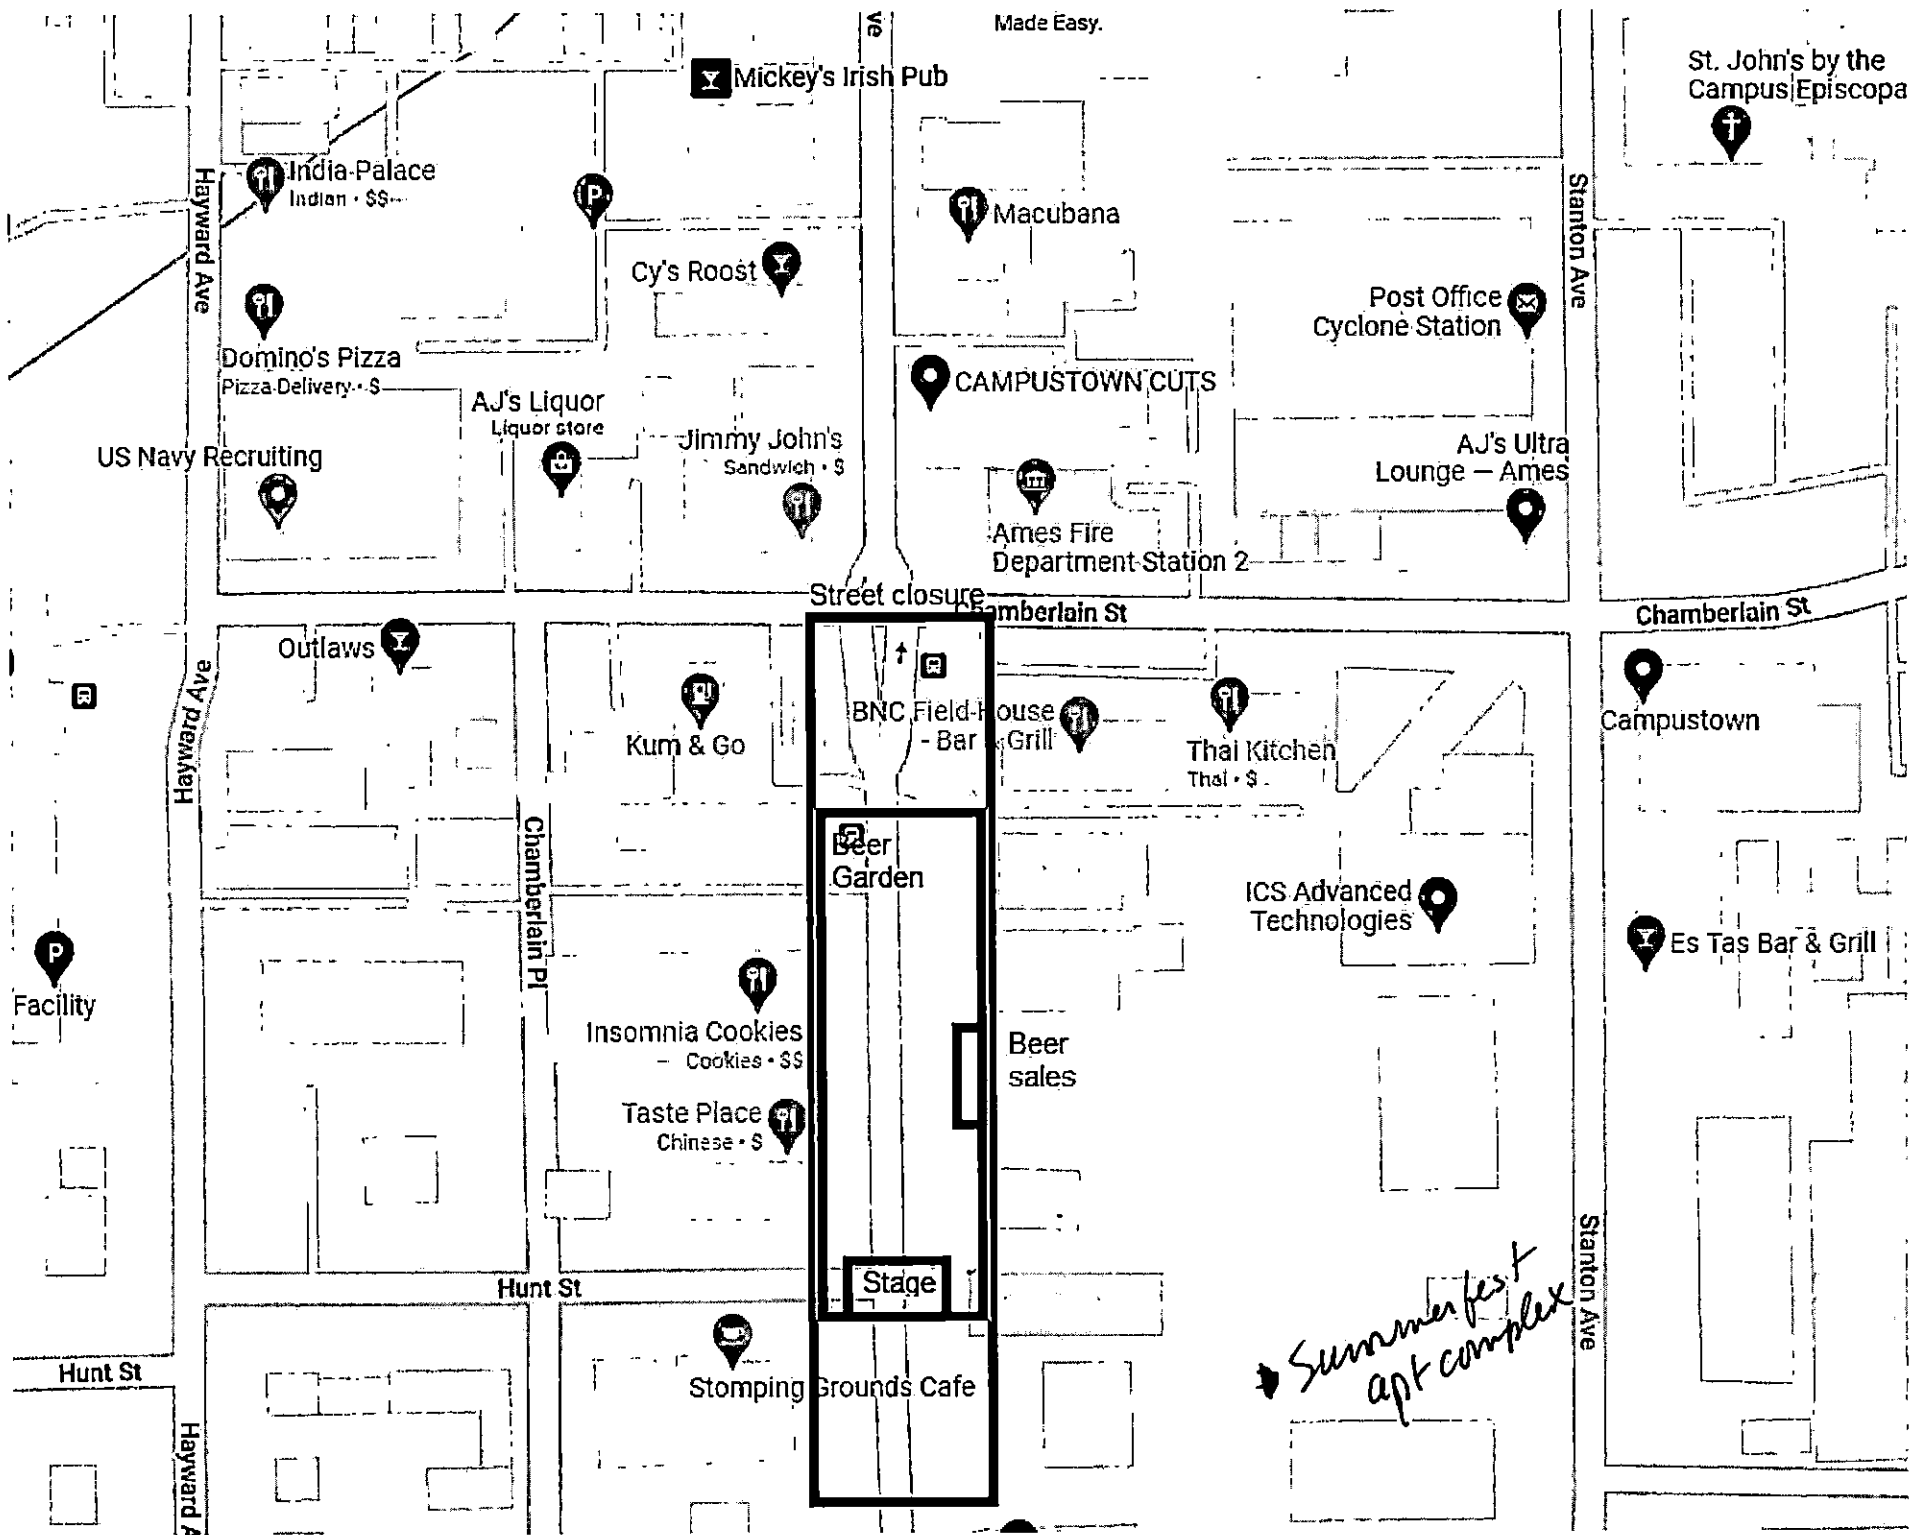 ve
Made Easy.
Mickey's Irish Pub
St. John's by the
Campus Episcopa
India Palace
Indian · $$
Hayward Ave
P
Macubana
Stanton Ave
Cy's Roost
Post Office
Cyclone Station
Domino's Pizza
Pizza Delivery · $
CAMPUSTOWN CUTS
AJ's Liquor
Liquor store
Jimmy John's
Sandwich · $
US Navy Recruiting
AJ's Ultra
Lounge – Ames
Ames Fire
Department Station 2
Street closure
Chamberlain St
Chamberlain St
Outlaws
Hayward Ave
Kum & Go
BNC Field House
- Bar & Grill
Thai Kitchen
Thai · $
Campustown
Beer
Garden
Chamberlain Pl
ICS Advanced
Technologies
Es Tas Bar & Grill
P
Facility
Insomnia Cookies
Cookies · $$
Beer
sales
Taste Place
Chinese · $
Stage
Hunt St
Stanton Ave
Summerfest
apt complex
Hunt St
Stomping Grounds Cafe
Hayward A